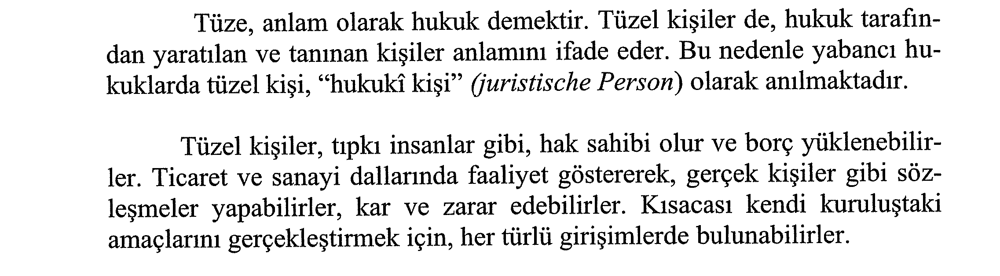 Tüze, anlam olarak hukuk demektir. Tüzel kişiler de, hukuk tarafın-
dan yaratılan ve tanınan kişiler anlamını ifade eder. Bu nedenle yabancı hu-
kuklarda tüzel kişi, “hukukî kişi” (juristische Person) olarak anılmaktadır.
Tüzel kişiler, tıpkı insanlar gibi, hak sahibi olur ve borç yüklenebilir-
ler. Ticaret ve sanayi dallarında faaliyet göstererek, gerçek kişiler gibi söz-
leşmeler yapabilirler, kar ve zarar edebilirler. Kısacası kendi kuruluştaki
amaçlarını gerçekleştirmek için, her türlü girişimlerde bulunabilirler.